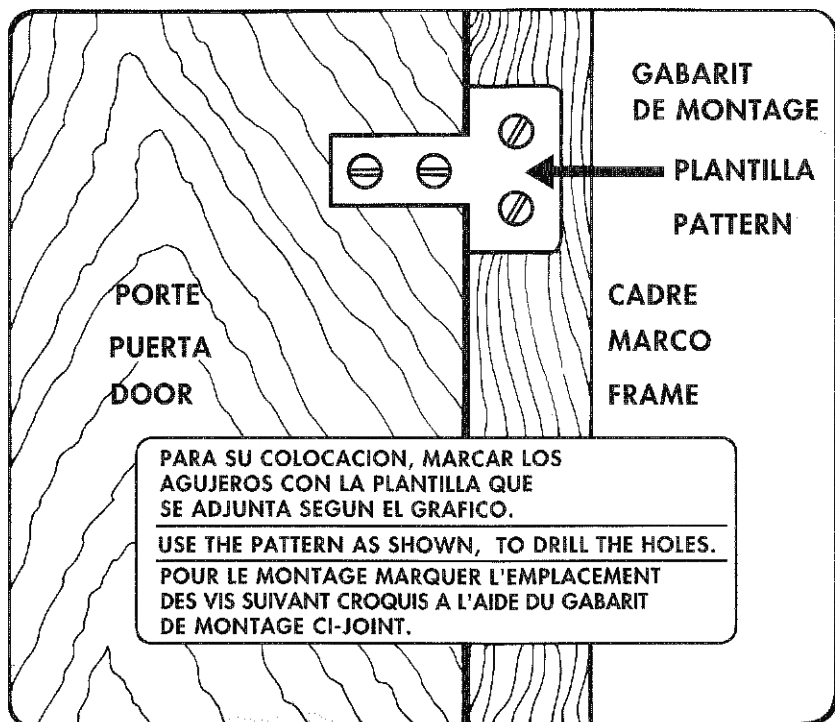 GABARIT
DE MONTAGE
PLANTILLA
PATTERN
PORTE
PUERTA
DOOR
CADRE
MARCO
FRAME
PARA SU COLOCACION, MARCAR LOS
AGUJEROS CON LA PLANTILLA QUE
SE ADJUNTA SEGUN EL GRAFICO.
USE THE PATTERN AS SHOWN, TO DRILL THE HOLES.
POUR LE MONTAGE MARQUER L'EMPLACEMENT
DES VIS SUIVANT CROQUIS A L'AIDE DU GABARIT
DE MONTAGE CI-JOINT.